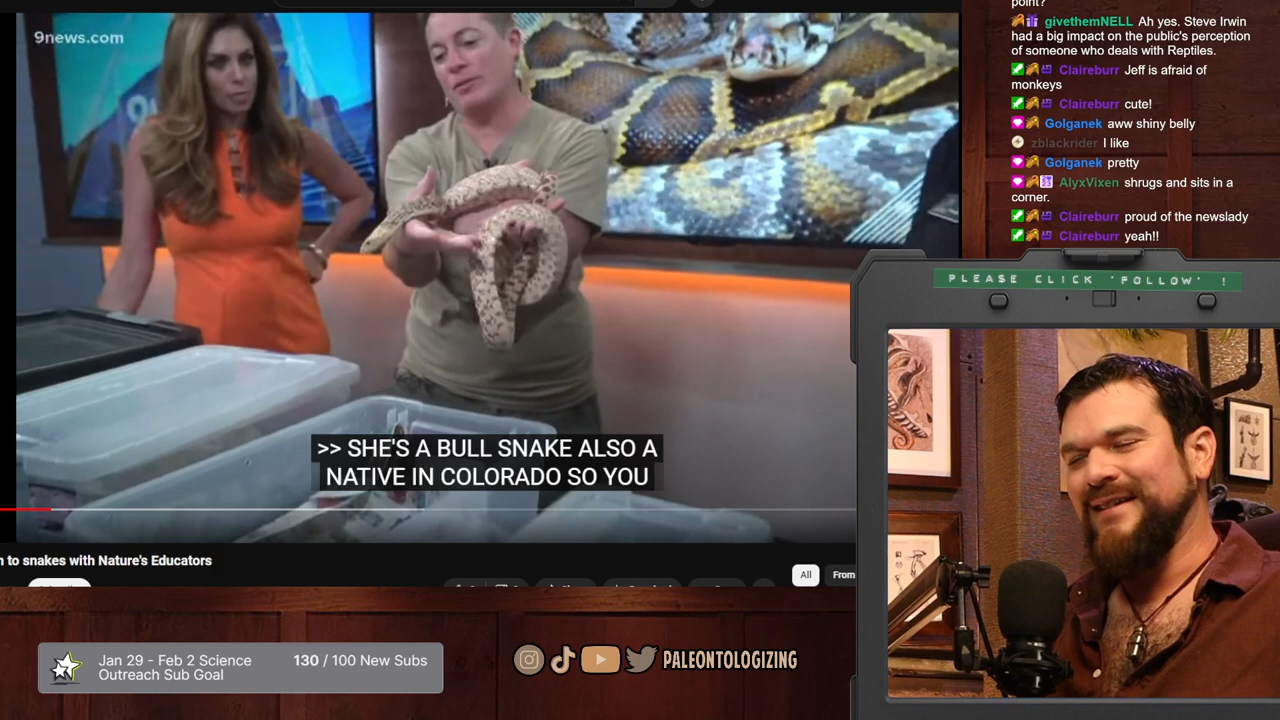 9news.com
>> SHE'S A BULL SNAKE ALSO A
NATIVE IN COLORADO SO YOU
n to snakes with Nature's Educators
All
From
point?
givethemNELL Ah yes. Steve Irwin
had a big impact on the public's perception
of someone who deals with Reptiles.
Claireburr Jeff is afraid of
monkeys
Claireburr cute!
Golganek aww shiny belly
zblackrider I like
Golganek pretty
AlyxVixen shrugs and sits in a
corner.
Claireburr proud of the newslady
Claireburr yeah!!
PLEASE CLICK "FOLLOW" !
Jan 29 - Feb 2 Science
Outreach Sub Goal
130 / 100 New Subs
PALEONTOLOGIZING